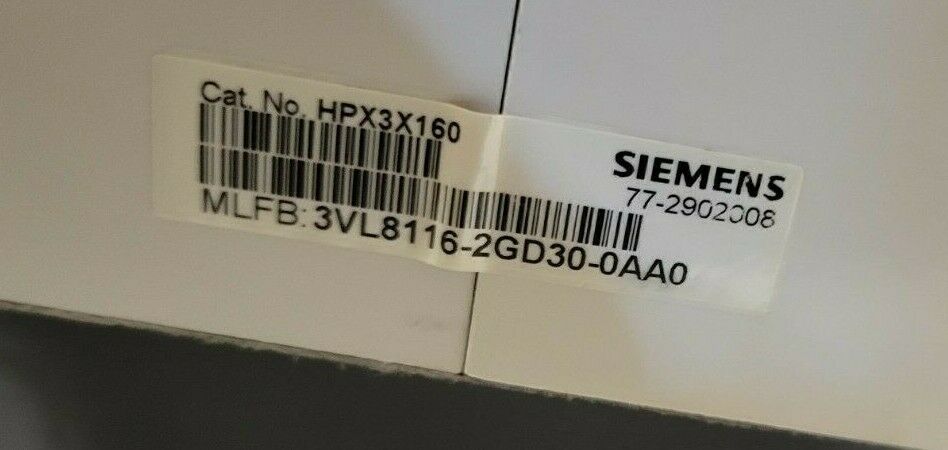 Cat. No. HPX3X160
SIEMENS
77-2902008
MLFB: 3VL8116-2GD30-0AA0